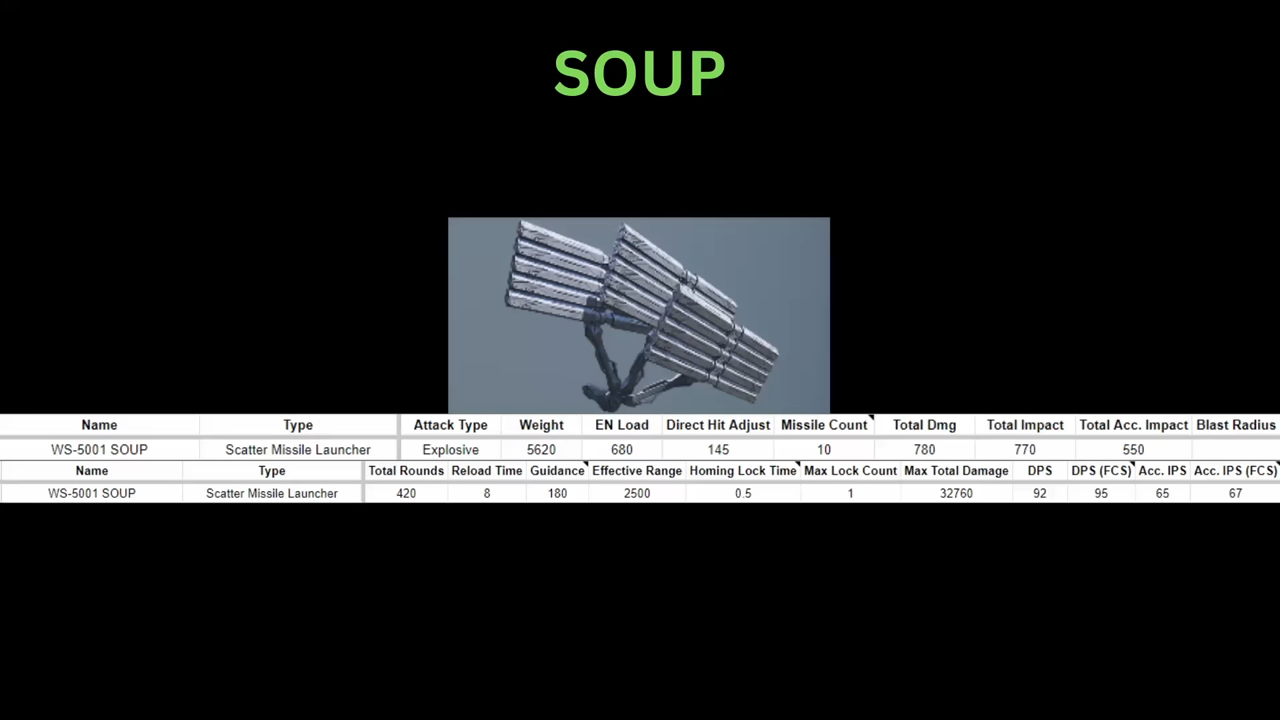 SOUP
Name Type Attack Type Weight EN Load Direct Hit Adjust Missile Count Total Dmg Total Impact Total Acc. Impact Blast Radius
WS-5001 SOUP Scatter Missile Launcher Explosive 5620 680 145 10 780 770 550
Name Type Total Rounds Reload Time Guidance Effective Range Homing Lock Time Max Lock Count Max Total Damage DPS DPS (FCS) Acc. IPS Acc. IPS (FCS)
WS-5001 SOUP Scatter Missile Launcher 420 8 180 2500 0.5 1 32760 92 95 65 67